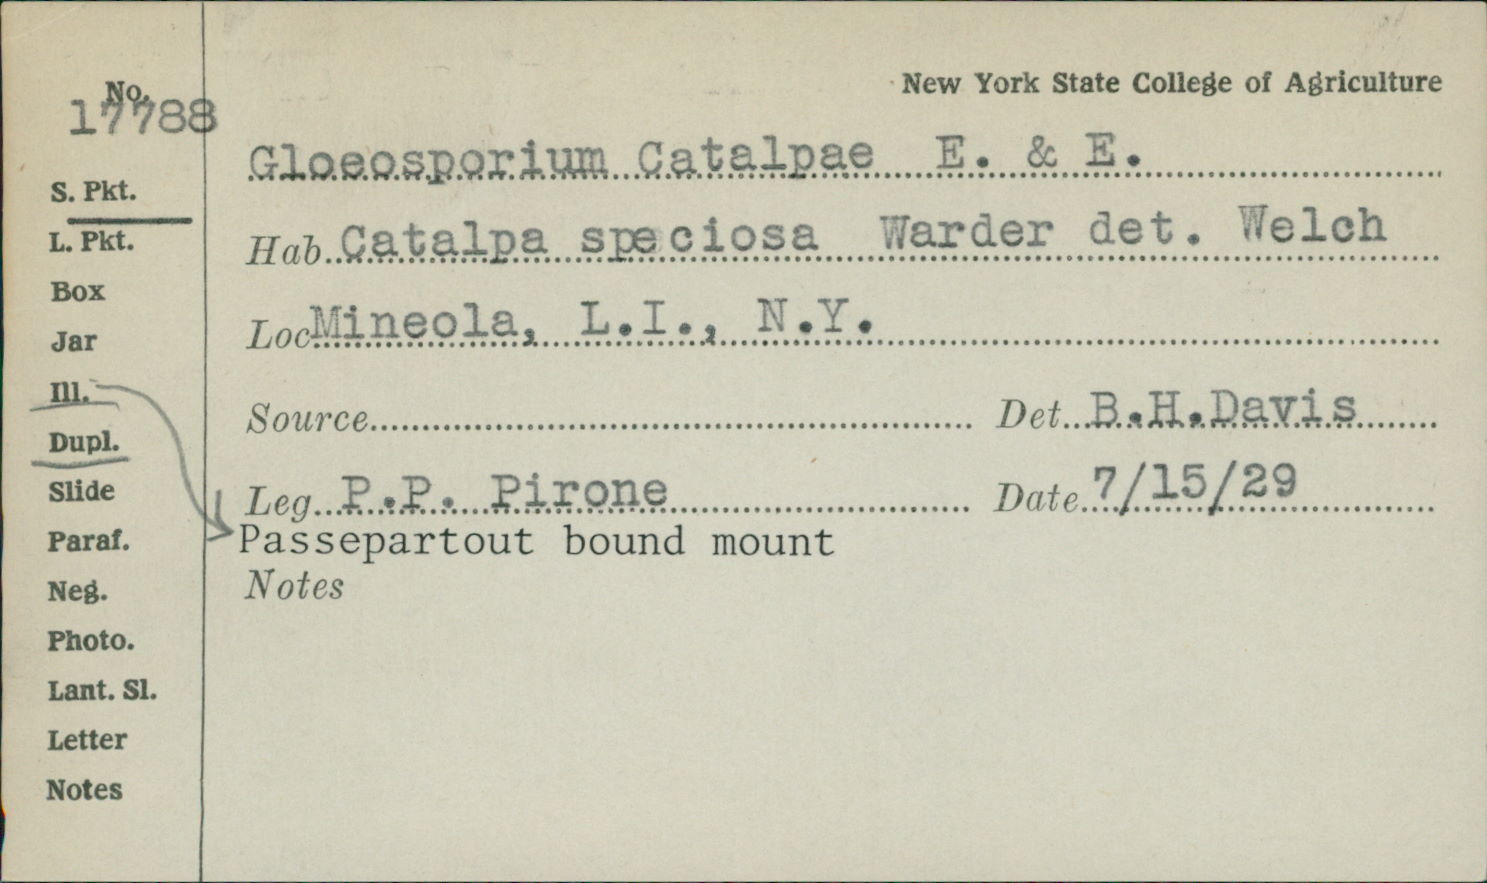 New York State College of Agriculture
No.
17788
Gloeosporium Catalpae E. & E.
S. Pkt.
Hab. Catalpa speciosa Warder det. Welch
L. Pkt.
Box
Loc Mineola, L.I., N.Y.
Jar
Ill.
Source Det. B.H.Davis
Dupl.
Slide
Leg. P.P. Pirone Date 7/15/29
Paraf.
Passepartout bound mount
Neg.
Notes
Photo.
Lant. Sl.
Letter
Notes